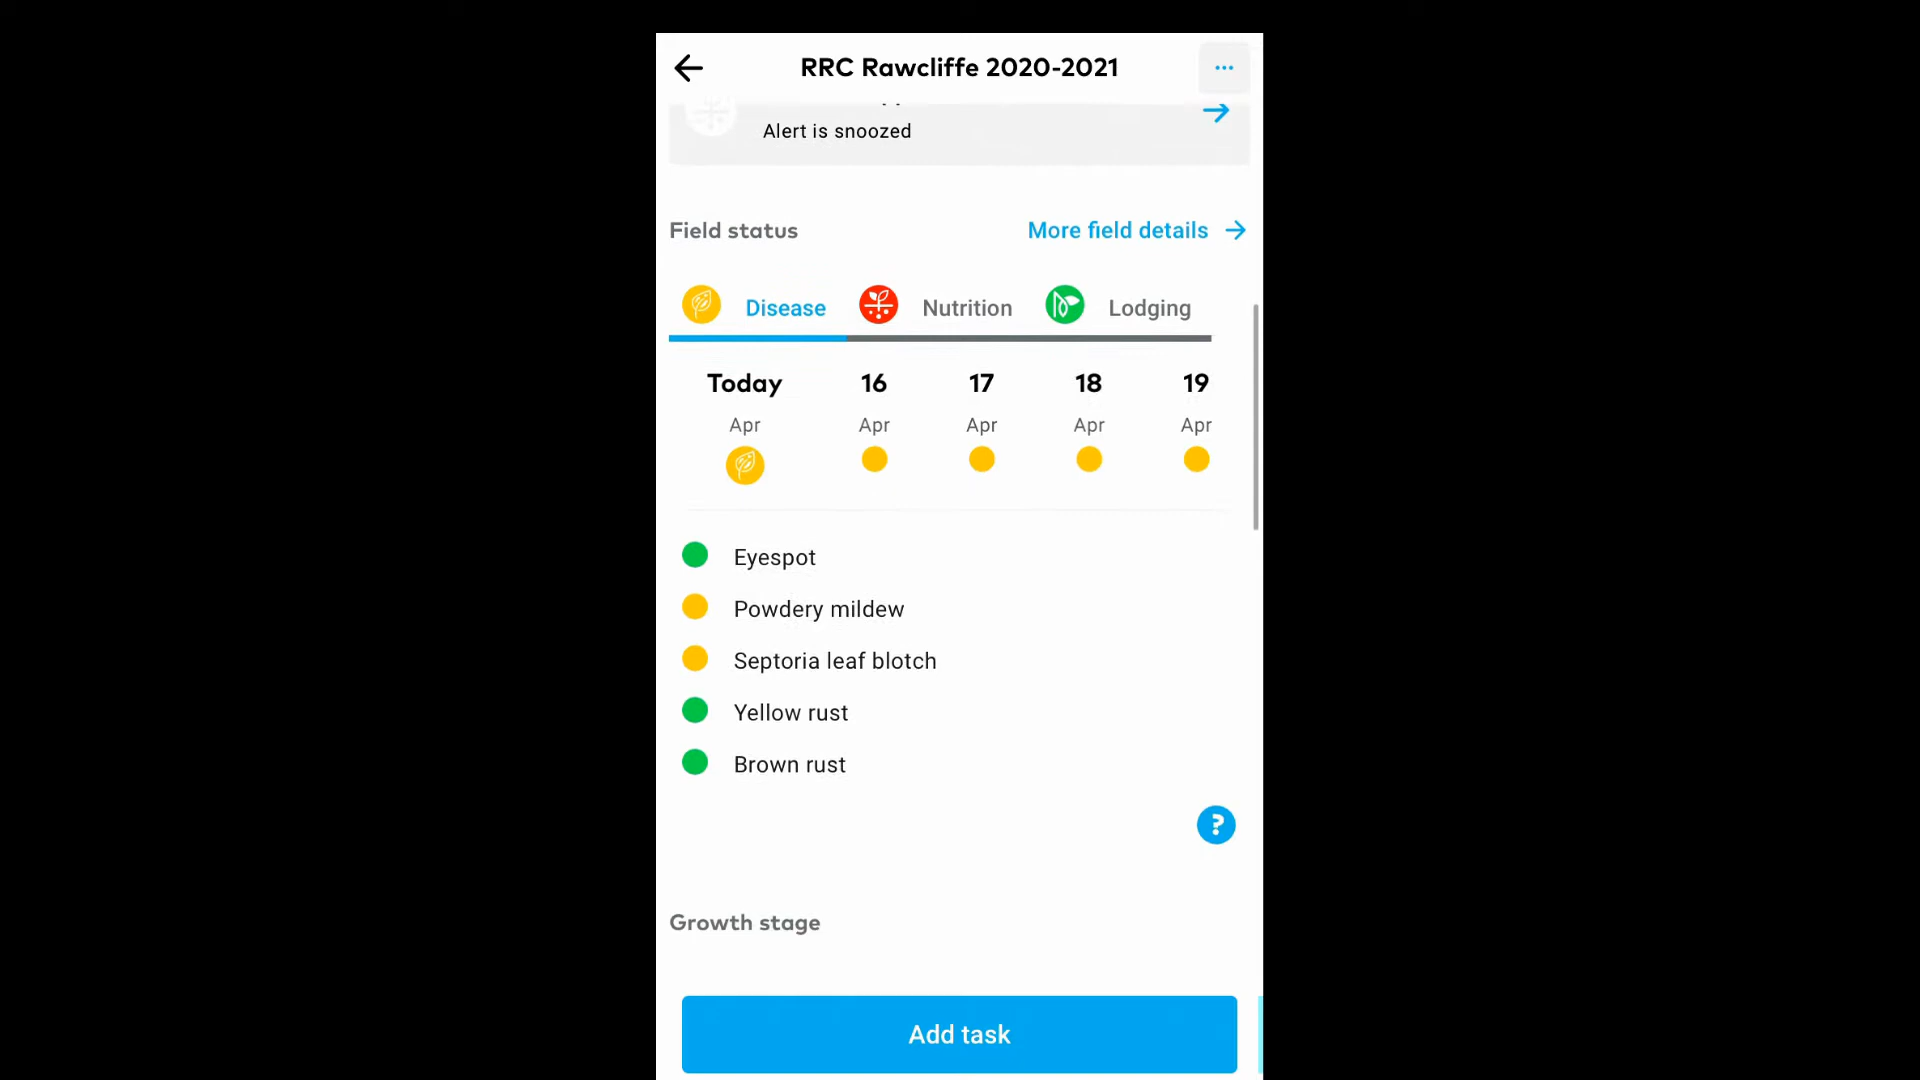 RRC Rawcliffe 2020-2021
Alert is snoozed
Field status
More field details
Disease
Nutrition
Lodging
Today 16 17 18 19
Apr Apr Apr Apr Apr
Eyespot
Powdery mildew
Septoria leaf blotch
Yellow rust
Brown rust
?
Growth stage
Add task